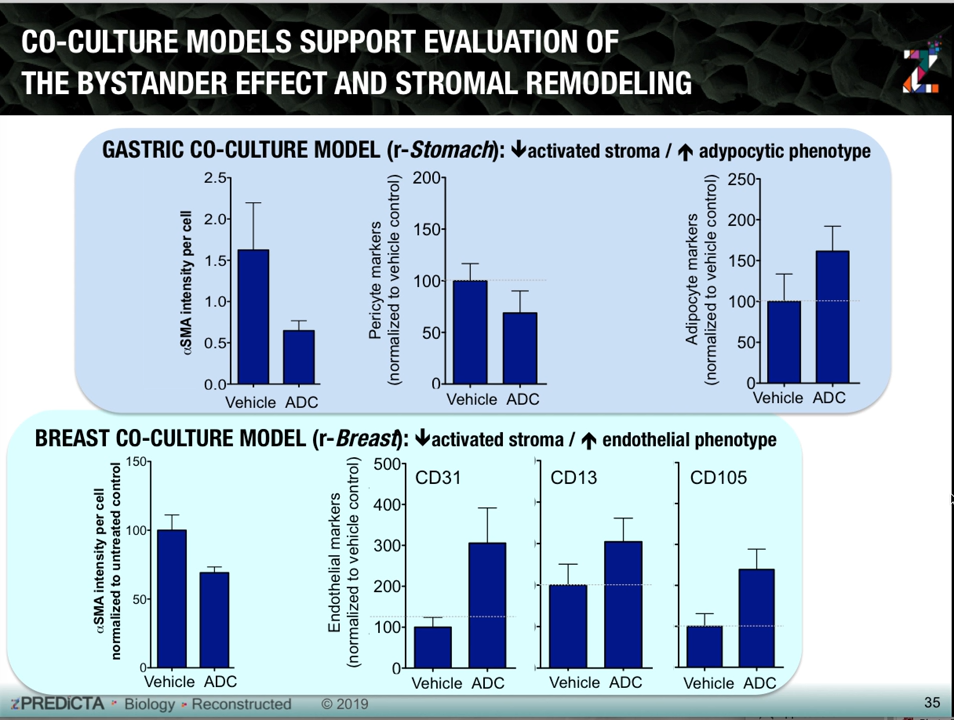 CO-CULTURE MODELS SUPPORT EVALUATION OF
THE BYSTANDER EFFECT AND STROMAL REMODELING
GASTRIC CO-CULTURE MODEL (r-Stomach): ↓activated stroma / ↑ adypocytic phenotype
αSMA intensity per cell
2.5
2.0
1.5
1.0
0.5
0.0
Vehicle ADC
Pericyte markers
(normalized to vehicle control)
200
150
100
50
0
Vehicle ADC
Adipocyte markers
(normalized to vehicle control)
250
200
150
100
50
0
Vehicle ADC
BREAST CO-CULTURE MODEL (r-Breast): ↓activated stroma / ↑ endothelial phenotype
αSMA intensity per cell
normalized to untreated control
150
100
50
0
Vehicle ADC
Endothelial markers
(normalized to vehicle control)
500
400
300
200
100
0
CD31
Vehicle ADC
CD13
Vehicle ADC
CD105
Vehicle ADC
zPREDICTA Biology Reconstructed © 2019
35